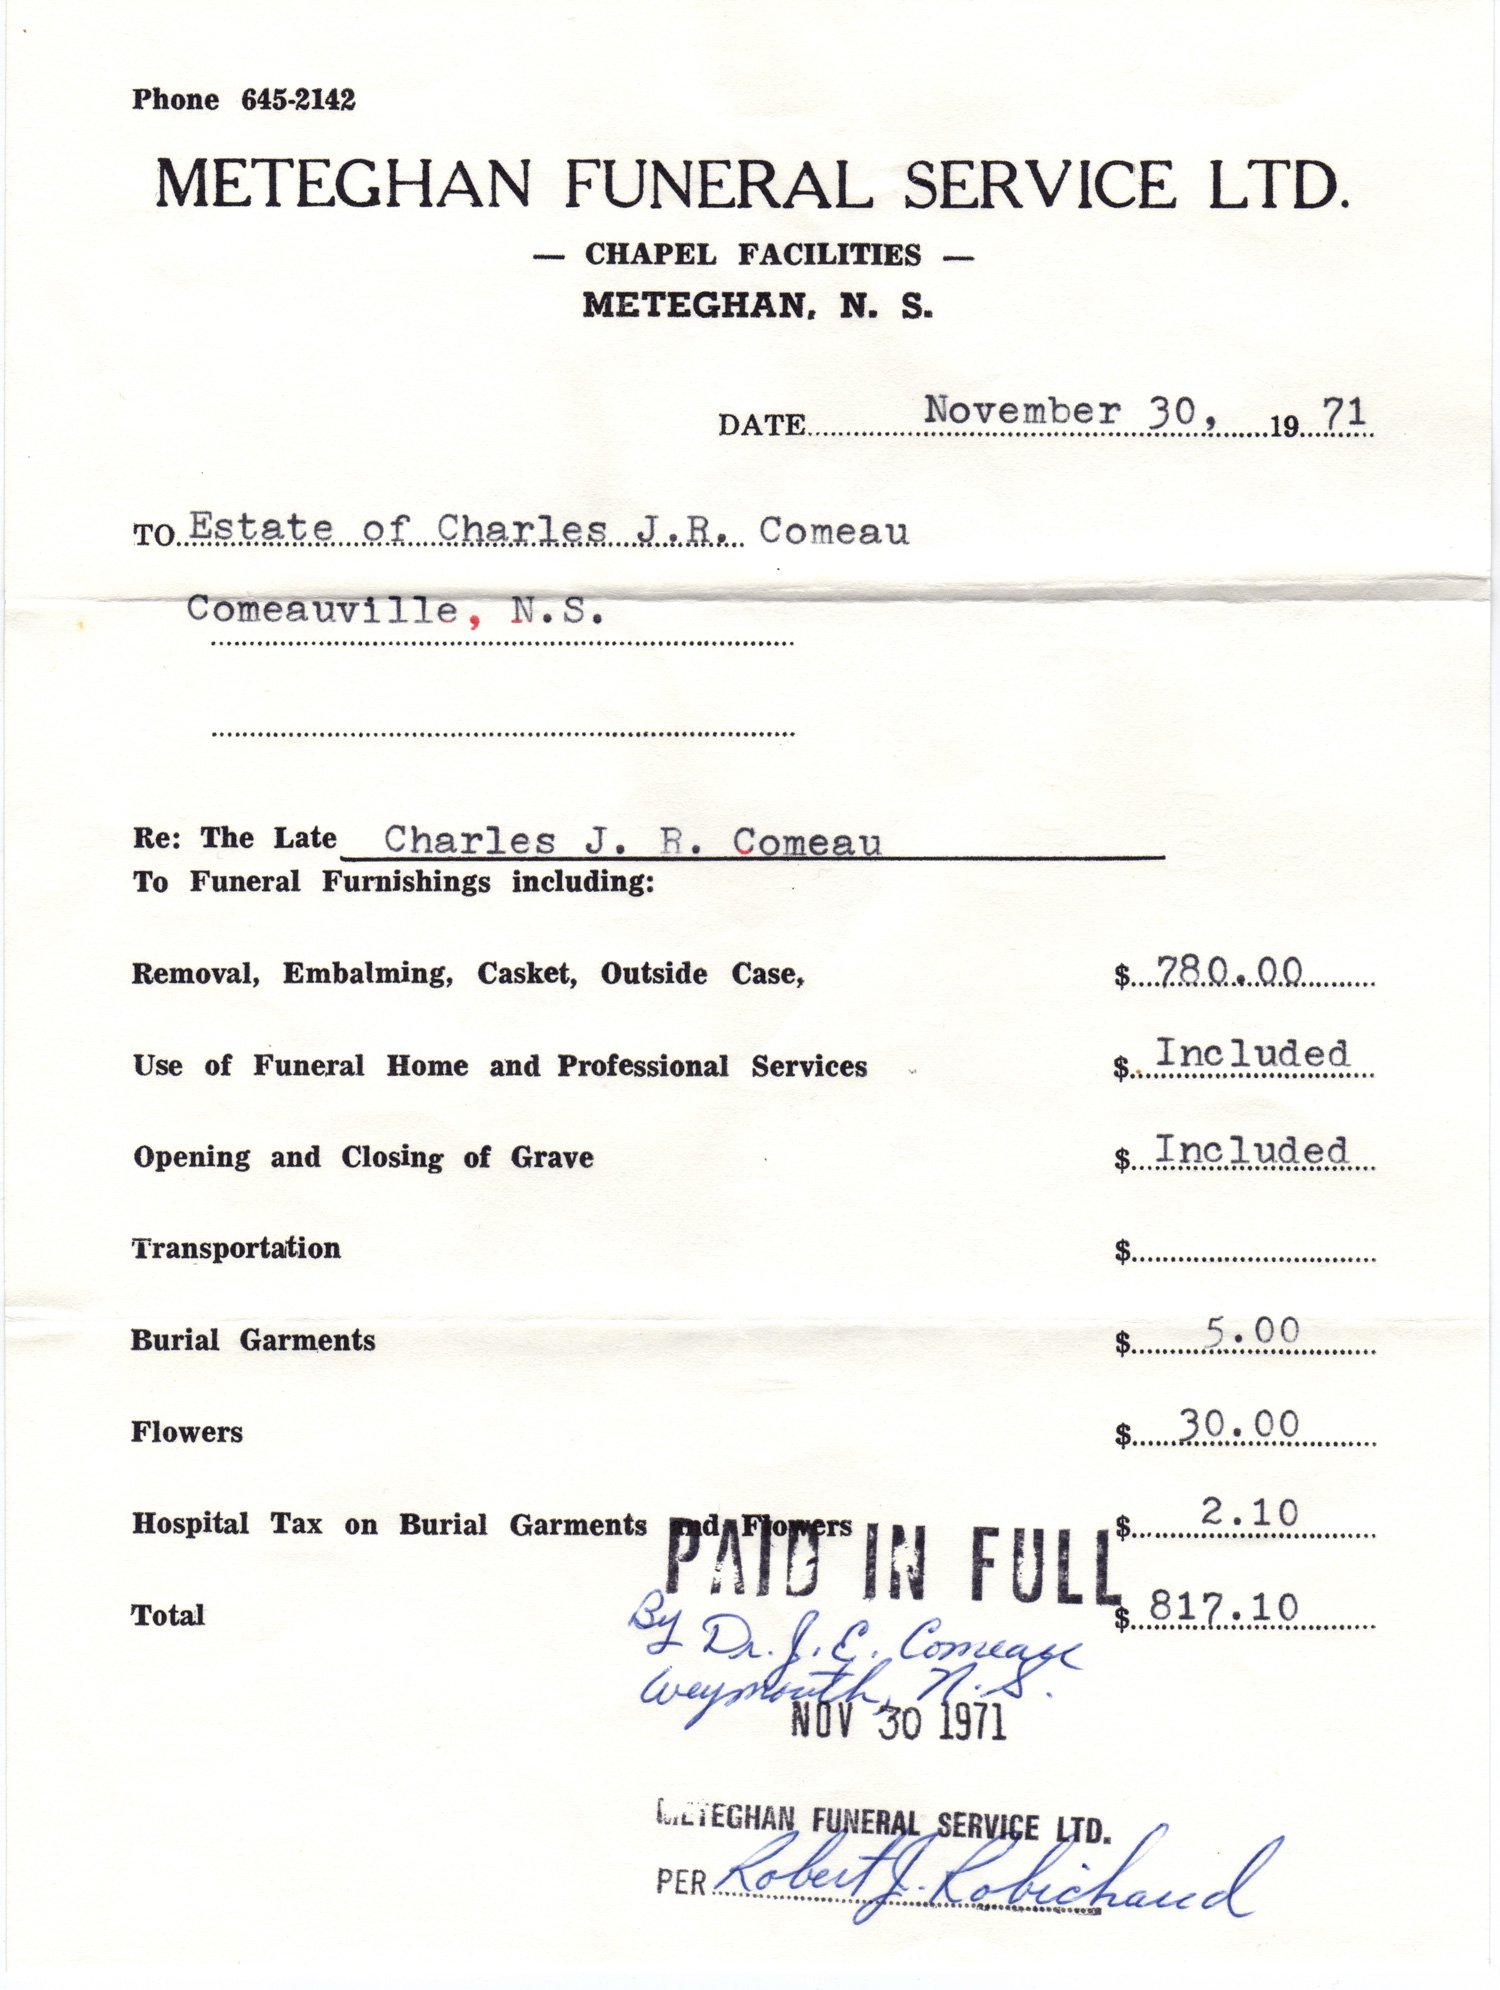 Phone 645-2142
METEGHAN FUNERAL SERVICE LTD.
— CHAPEL FACILITIES —
METEGHAN, N. S.
DATE November 30, 19 71
TO Estate of Charles J.R. Comeau
Comeauville, N.S.
Re: The Late Charles J. R. Comeau
To Funeral Furnishings including:
Removal, Embalming, Casket, Outside Case, $ 780.00
Use of Funeral Home and Professional Services $ Included
Opening and Closing of Grave $ Included
Transportation $
Burial Garments $ 5.00
Flowers $ 30.00
Hospital Tax on Burial Garments and Flowers $ 2.10
PAID IN FULL
Total $ 817.10
By Dr. J. E. Comeau
Weymouth, N.S.
NOV 30 1971
METEGHAN FUNERAL SERVICE LTD.
PER Robert J. Robichaud